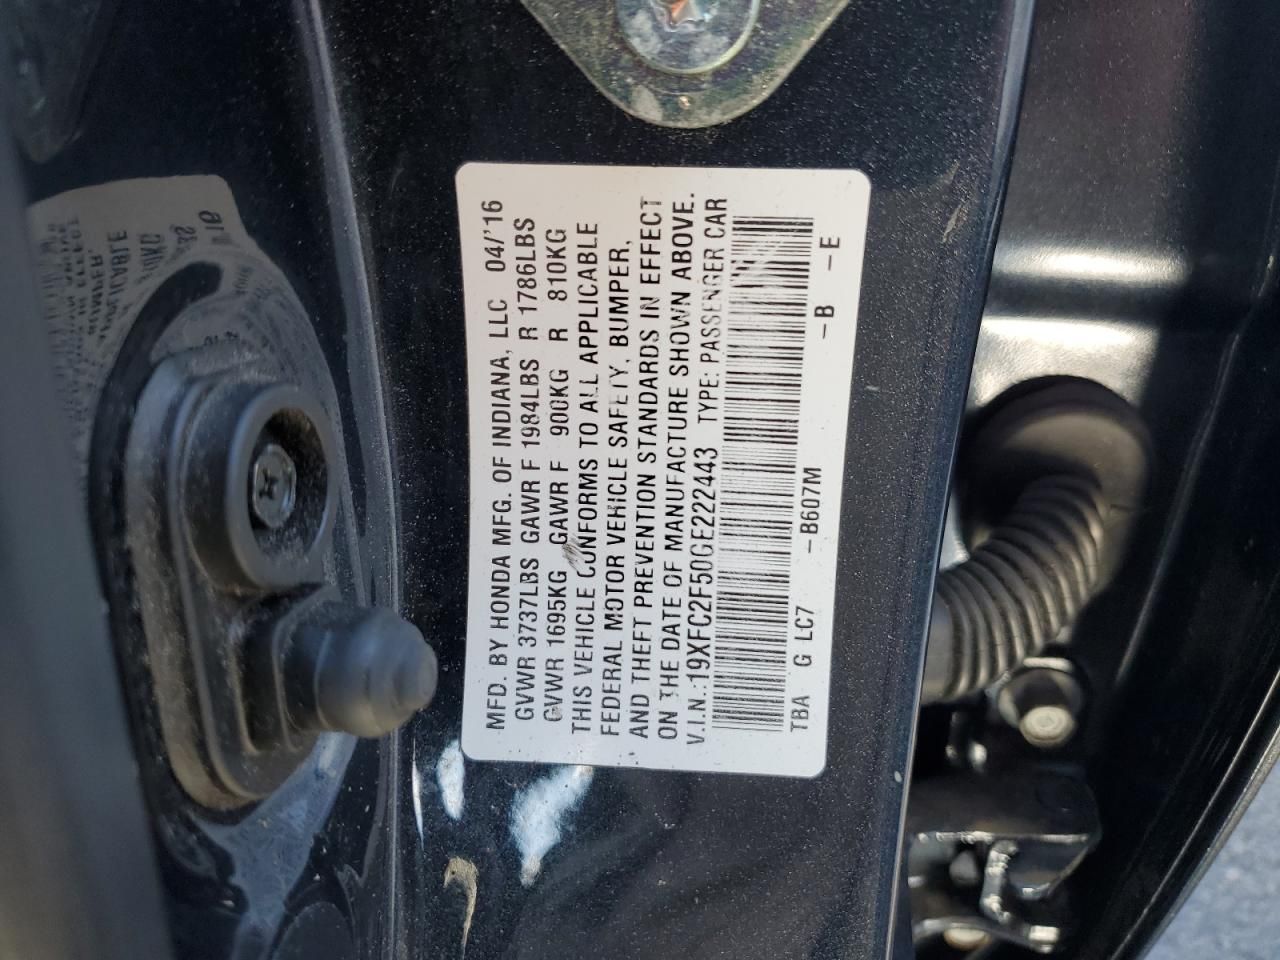 MFD. BY HONDA MFG. OF INDIANA, LLC 04/'16
GVWR 3737LBS GAWR F 1984LBS R 1786LBS
GVWR 1695KG GAWR F 900KG R 810KG
THIS VEHICLE CONFORMS TO ALL APPLICABLE
FEDERAL MOTOR VEHICLE SAFETY, BUMPER,
AND THEFT PREVENTION STANDARDS IN EFFECT
ON THE DATE OF MANUFACTURE SHOWN ABOVE.
V.I.N.:19XFC2F50GE222443 TYPE: PASSENGER CAR
TBA G LC7 -B607M -B -E